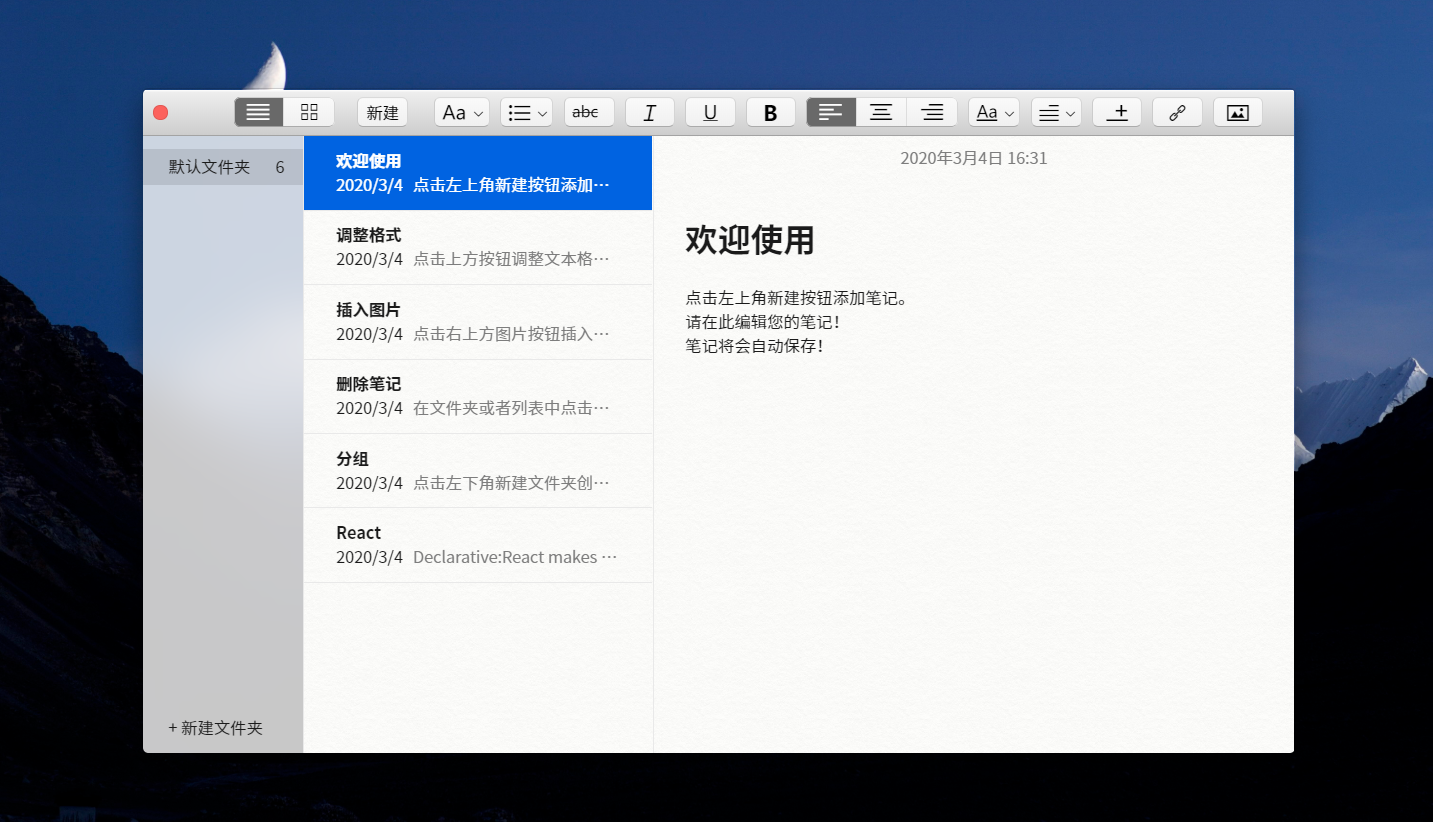 新建 Aa abc I U B Aa
默认文件夹 6
+ 新建文件夹
欢迎使用
2020/3/4 点击左上角新建按钮添加…
调整格式
2020/3/4 点击上方按钮调整文本格…
插入图片
2020/3/4 点击右上方图片按钮插入…
删除笔记
2020/3/4 在文件夹或者列表中点击…
分组
2020/3/4 点击左下角新建文件夹创…
React
2020/3/4 Declarative:React makes …
2020年3月4日 16:31
欢迎使用
点击左上角新建按钮添加笔记。
请在此编辑您的笔记！
笔记将会自动保存！